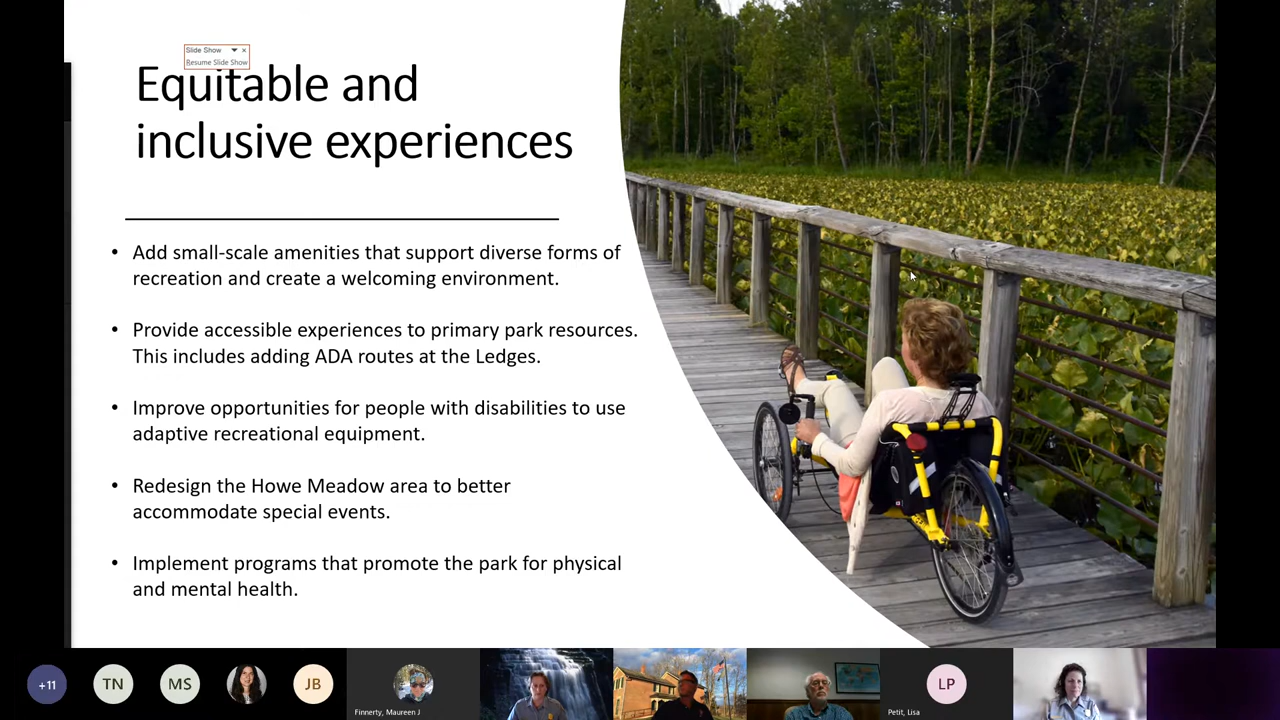 Slide Show
Resume Slide Show
Equitable and
inclusive experiences
• Add small-scale amenities that support diverse forms of
recreation and create a welcoming environment.
• Provide accessible experiences to primary park resources.
This includes adding ADA routes at the Ledges.
• Improve opportunities for people with disabilities to use
adaptive recreational equipment.
• Redesign the Howe Meadow area to better
accommodate special events.
• Implement programs that promote the park for physical
and mental health.
+11
TN
MS
JB
Finnerty, Maureen J
LP
Petit, Lisa